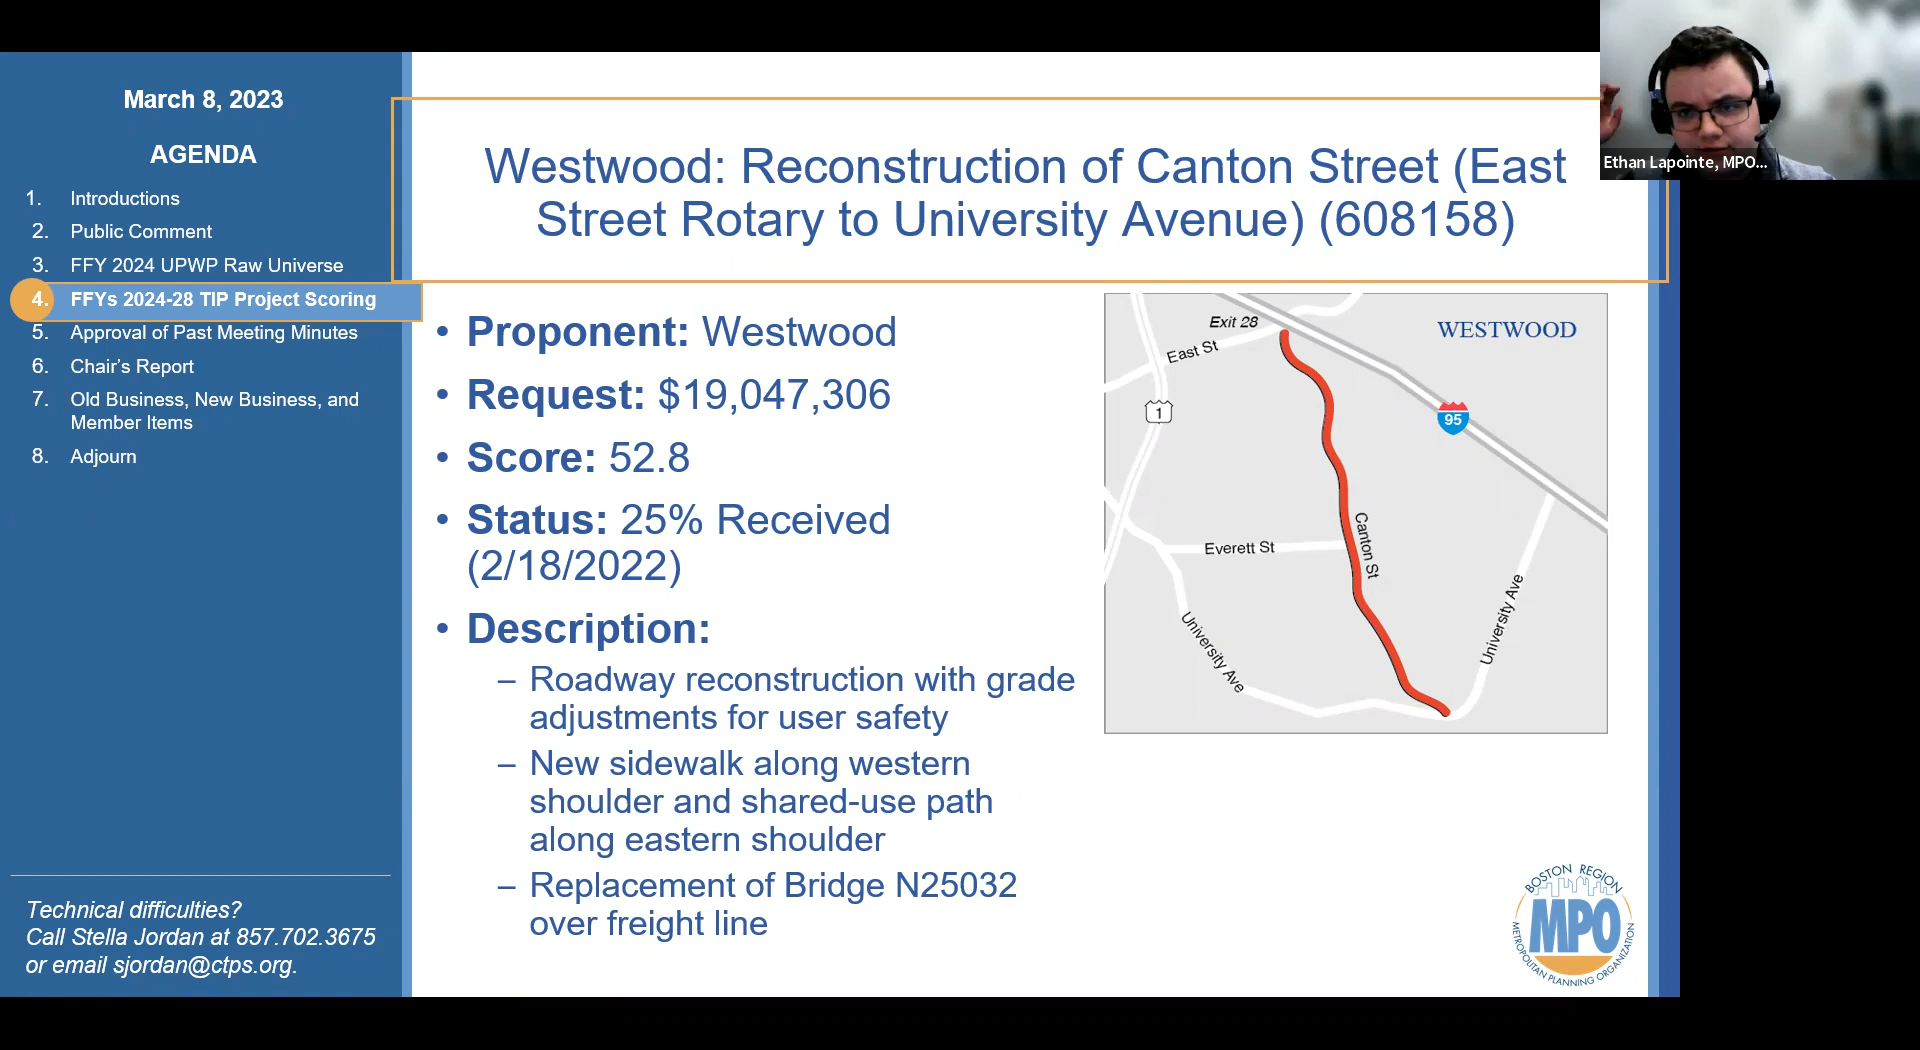 March 8, 2023
AGENDA
1. Introductions
2. Public Comment
3. FFY 2024 UPWP Raw Universe
4. FFYs 2024-28 TIP Project Scoring
5. Approval of Past Meeting Minutes
6. Chair's Report
7. Old Business, New Business, and
Member Items
8. Adjourn
Technical difficulties?
Call Stella Jordan at 857.702.3675
or email sjordan@ctps.org.
Westwood: Reconstruction of Canton Street (East
Street Rotary to University Avenue) (608158)
• Proponent: Westwood
• Request: $19,047,306
• Score: 52.8
• Status: 25% Received
(2/18/2022)
• Description:
– Roadway reconstruction with grade
adjustments for user safety
– New sidewalk along western
shoulder and shared-use path
along eastern shoulder
– Replacement of Bridge N25032
over freight line
Exit 28
WESTWOOD
East St
1
95
Canton St
Everett St
University Ave
University Ave
BOSTON REGION
MPO
METROPOLITAN PLANNING ORGANIZATION
Ethan Lapointe, MPO...